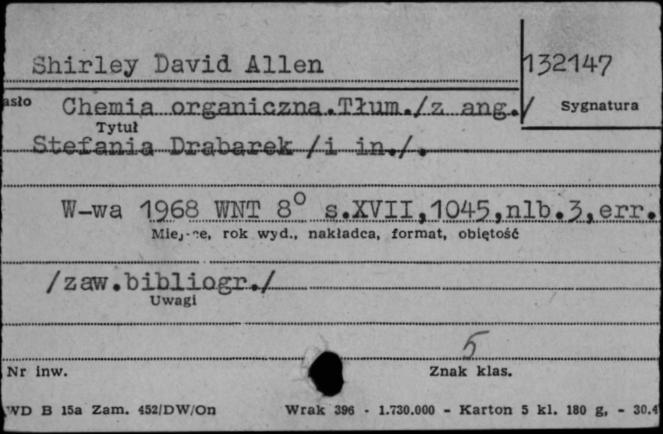 Shirley David Allen 132147
asło Chemia organiczna.Tłum./z ang./ Sygnatura
Tytuł
Stefania Drabarek /i in./.
W-wa 1968 WNT 8° s.XVII,1045,nlb.3,err.
Miejsce, rok wyd., nakładca, format, objętość
/zaw.bibliogr./
Uwagi
5
Nr inw. Znak klas.
WD B 15a Zam. 452/DW/On Wrak 396 - 1.730.000 - Karton 5 kl. 180 g, - 30.4